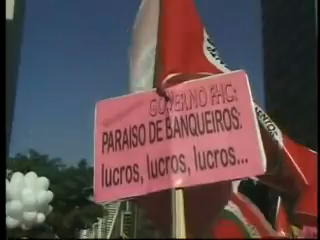 GOVERNO FHC:
PARAISO DE BANQUEIROS:
lucros, lucros, lucros...